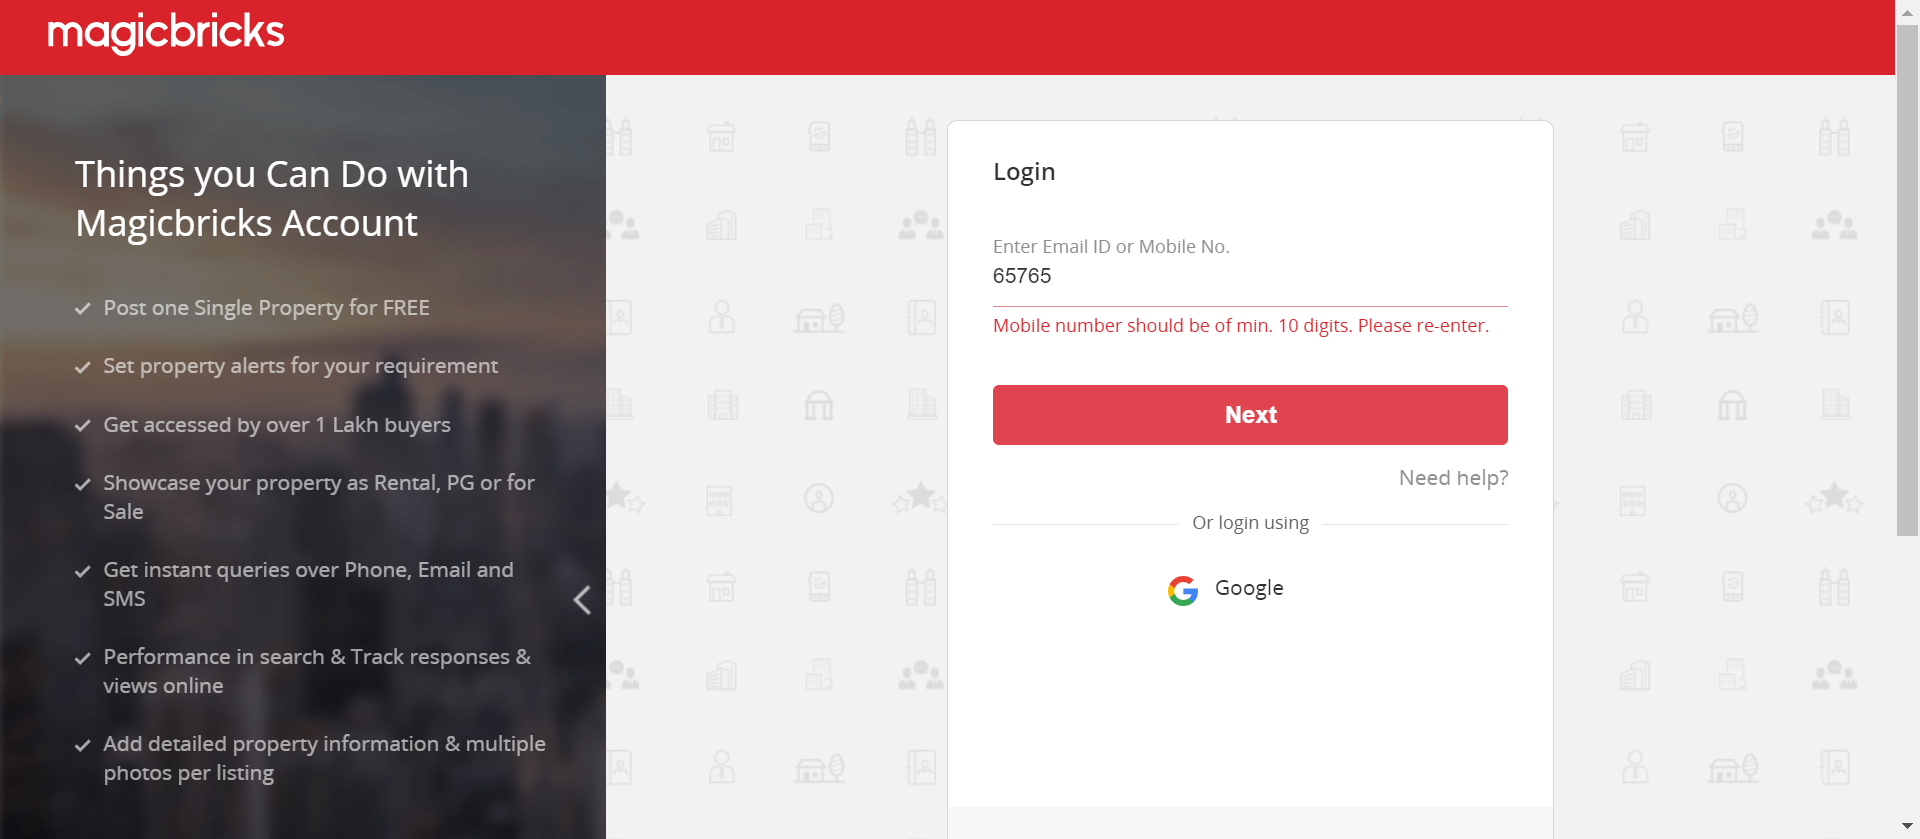 magicbricks
Things you Can Do with
Magicbricks Account
Post one Single Property for FREE
Set property alerts for your requirement
Get accessed by over 1 Lakh buyers
Showcase your property as Rental, PG or for
Sale
Get instant queries over Phone, Email and
SMS
Performance in search & Track responses &
views online
Add detailed property information & multiple
photos per listing
Login
Enter Email ID or Mobile No.
65765
Mobile number should be of min. 10 digits. Please re-enter.
Next
Need help?
Or login using
Google